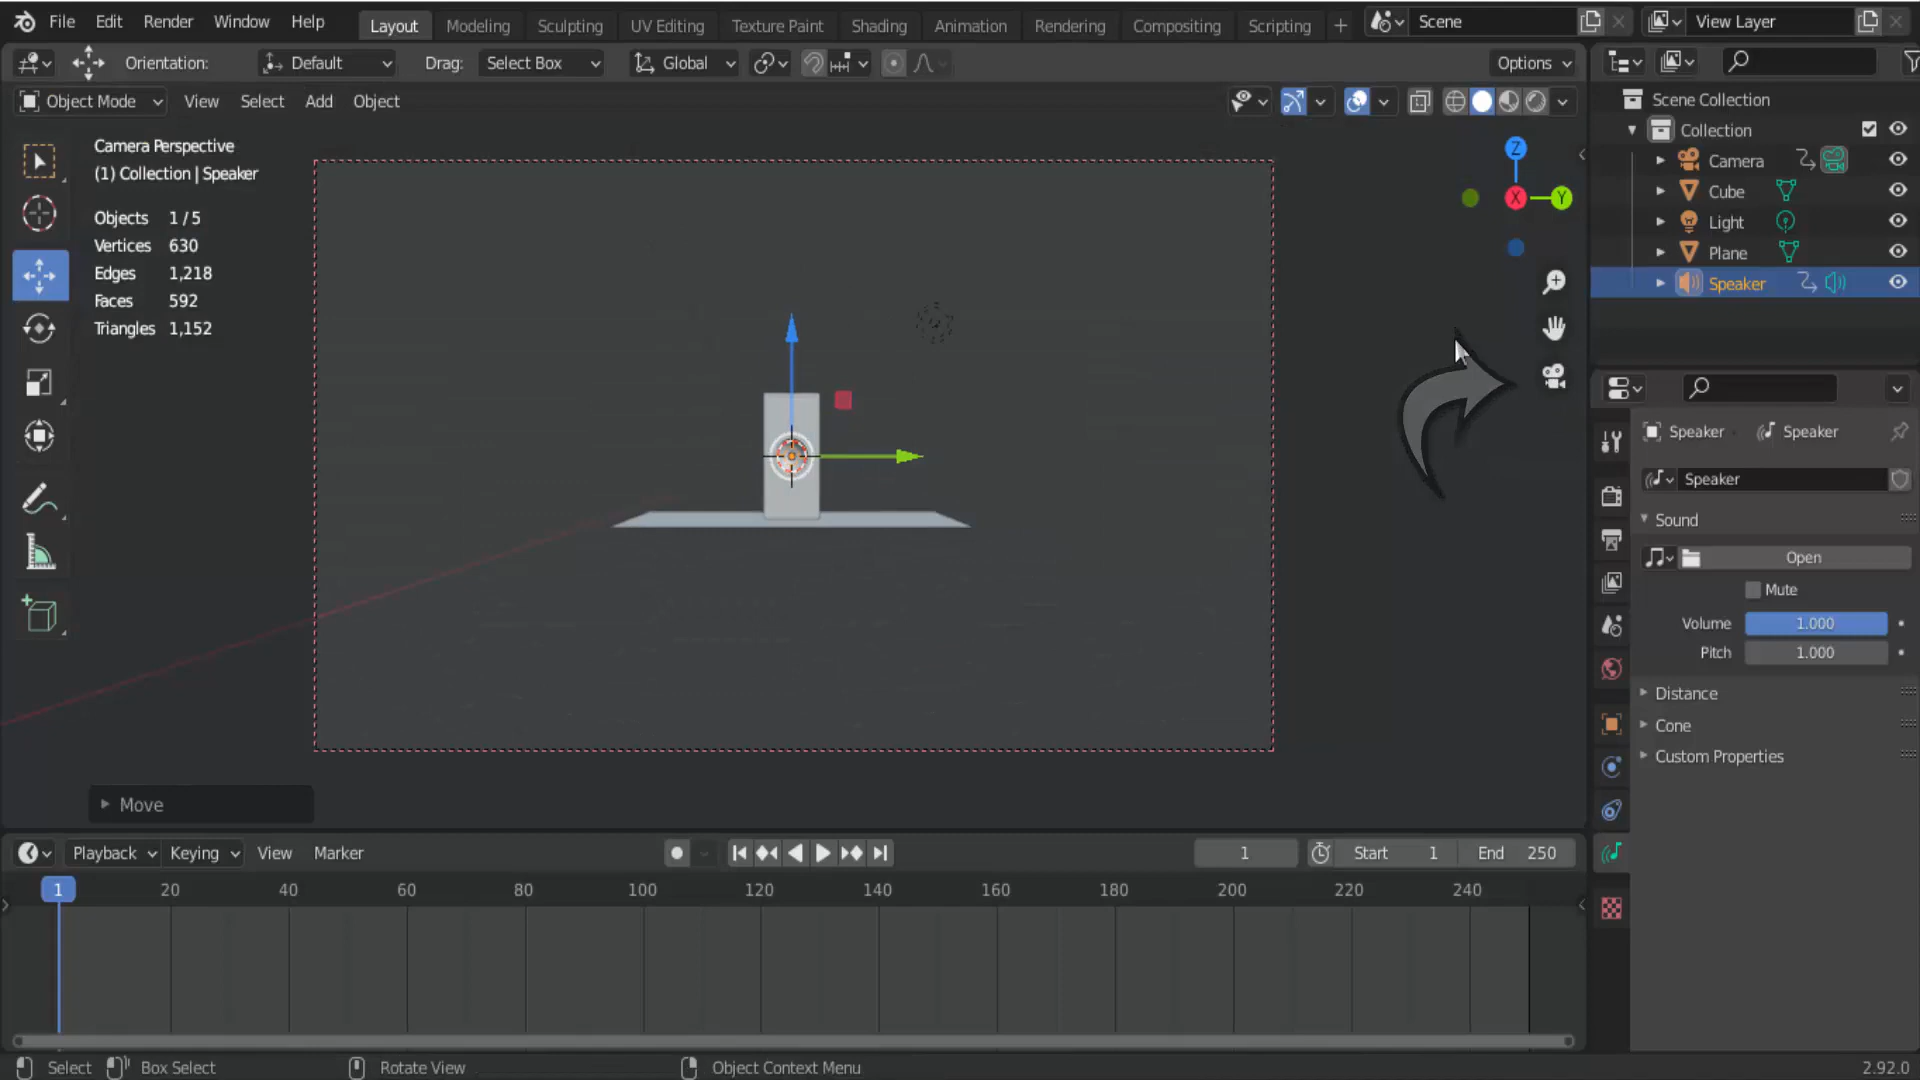 File Edit Render Window Help Layout Modeling Sculpting UV Editing Texture Paint Shading Animation Rendering Compositing Scripting + Scene View Layer
Orientation: Default Drag: Select Box Global Options
Object Mode View Select Add Object
Camera Perspective
(1) Collection | Speaker
Objects 1 / 5
Vertices 630
Edges 1,218
Faces 592
Triangles 1,152
Z
X
Y
Scene Collection
Collection
Camera
Cube
Light
Plane
Speaker
Speaker Speaker
Speaker
Sound
Open
Mute
Volume 1.000
Pitch 1.000
Distance
Cone
Custom Properties
Move
Playback Keying View Marker 1 Start 1 End 250
1 20 40 60 80 100 120 140 160 180 200 220 240
Select Box Select Rotate View Object Context Menu 2.92.0